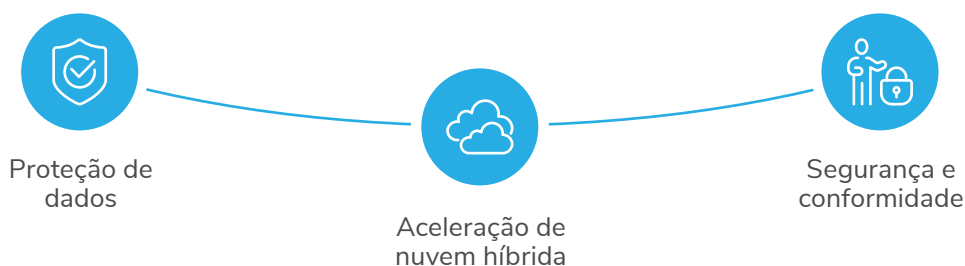 Proteção de
dados
Aceleração de
nuvem híbrida
Segurança e
conformidade